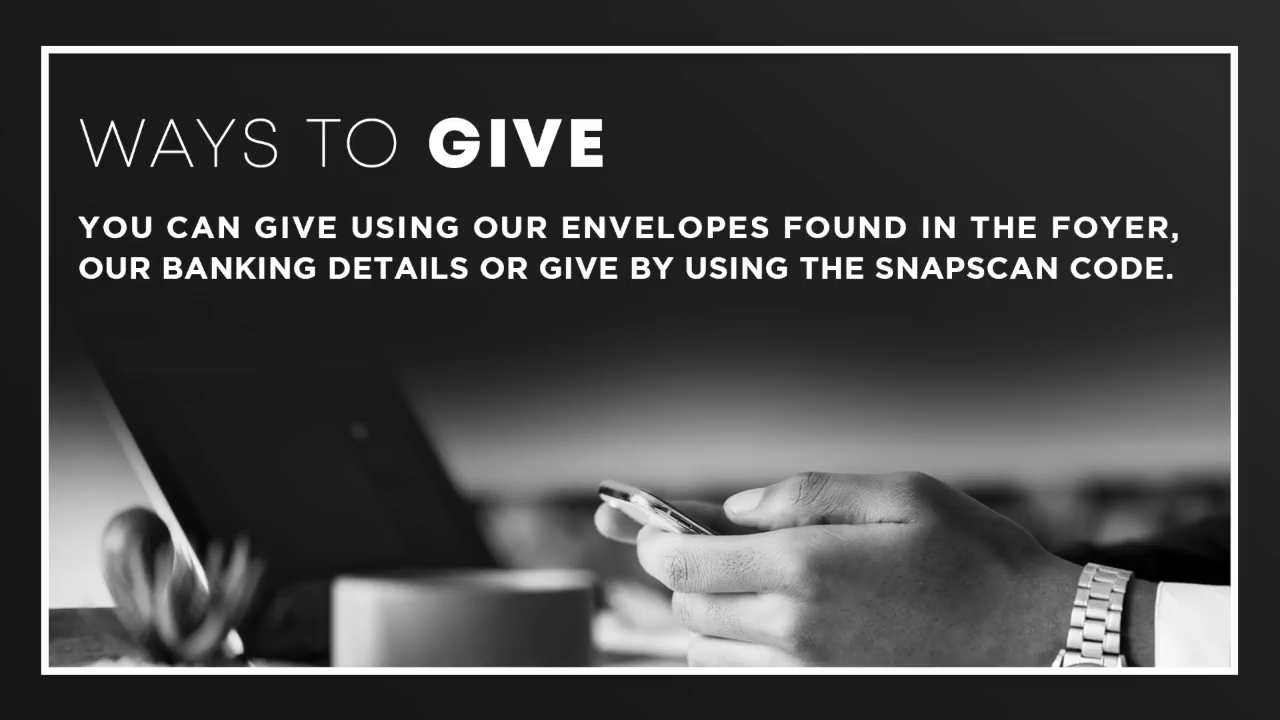 WAYS TO GIVE
YOU CAN GIVE USING OUR ENVELOPES FOUND IN THE FOYER,
OUR BANKING DETAILS OR GIVE BY USING THE SNAPSCAN CODE.